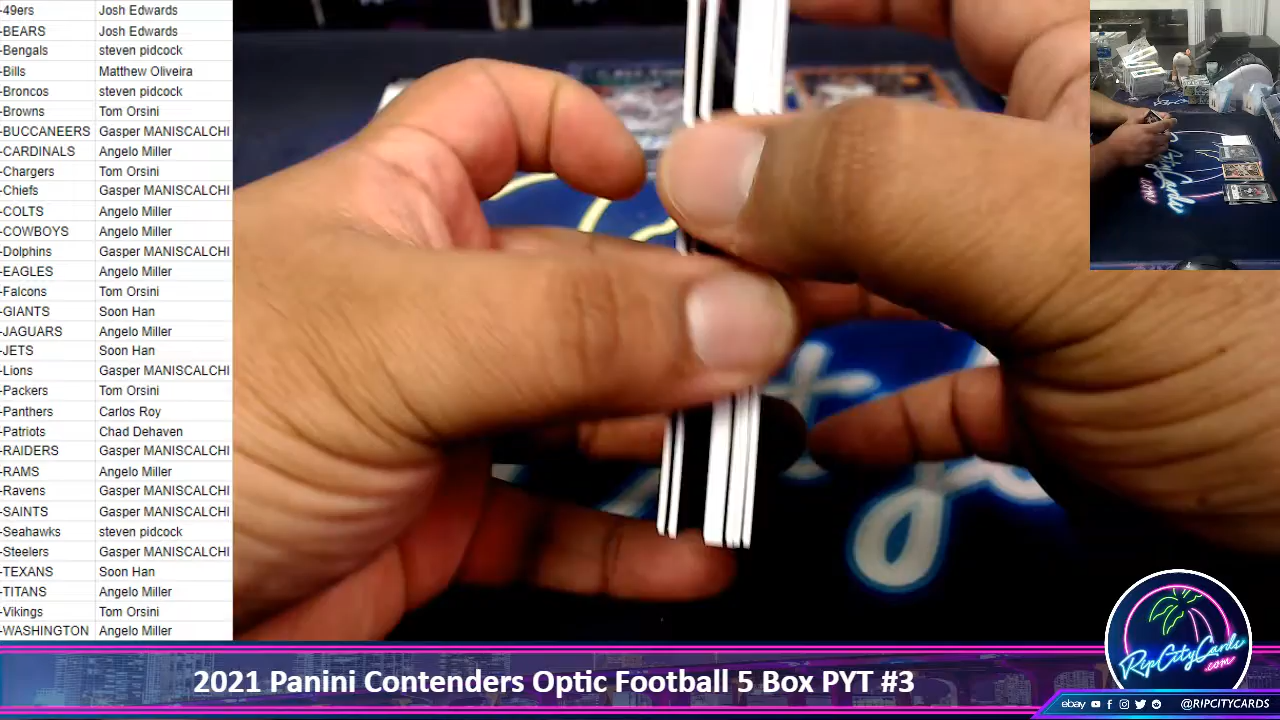 -49ers Josh Edwards
-BEARS Josh Edwards
-Bengals steven pidcock
-Bills Matthew Oliveira
-Broncos steven pidcock
-Browns Tom Orsini
-BUCCANEERS Gasper MANISCALCHI
-CARDINALS Angelo Miller
-Chargers Tom Orsini
-Chiefs Gasper MANISCALCHI
-COLTS Angelo Miller
-COWBOYS Angelo Miller
-Dolphins Gasper MANISCALCHI
-EAGLES Angelo Miller
-Falcons Tom Orsini
-GIANTS Soon Han
-JAGUARS Angelo Miller
-JETS Soon Han
-Lions Gasper MANISCALCHI
-Packers Tom Orsini
-Panthers Carlos Roy
-Patriots Chad Dehaven
-RAIDERS Gasper MANISCALCHI
-RAMS Angelo Miller
-Ravens Gasper MANISCALCHI
-SAINTS Gasper MANISCALCHI
-Seahawks steven pidcock
-Steelers Gasper MANISCALCHI
-TEXANS Soon Han
-TITANS Angelo Miller
-Vikings Tom Orsini
-WASHINGTON Angelo Miller
2021 Panini Contenders Optic Football 5 Box PYT #3
RipCityCards
.com
ebay @RIPCITYCARDS